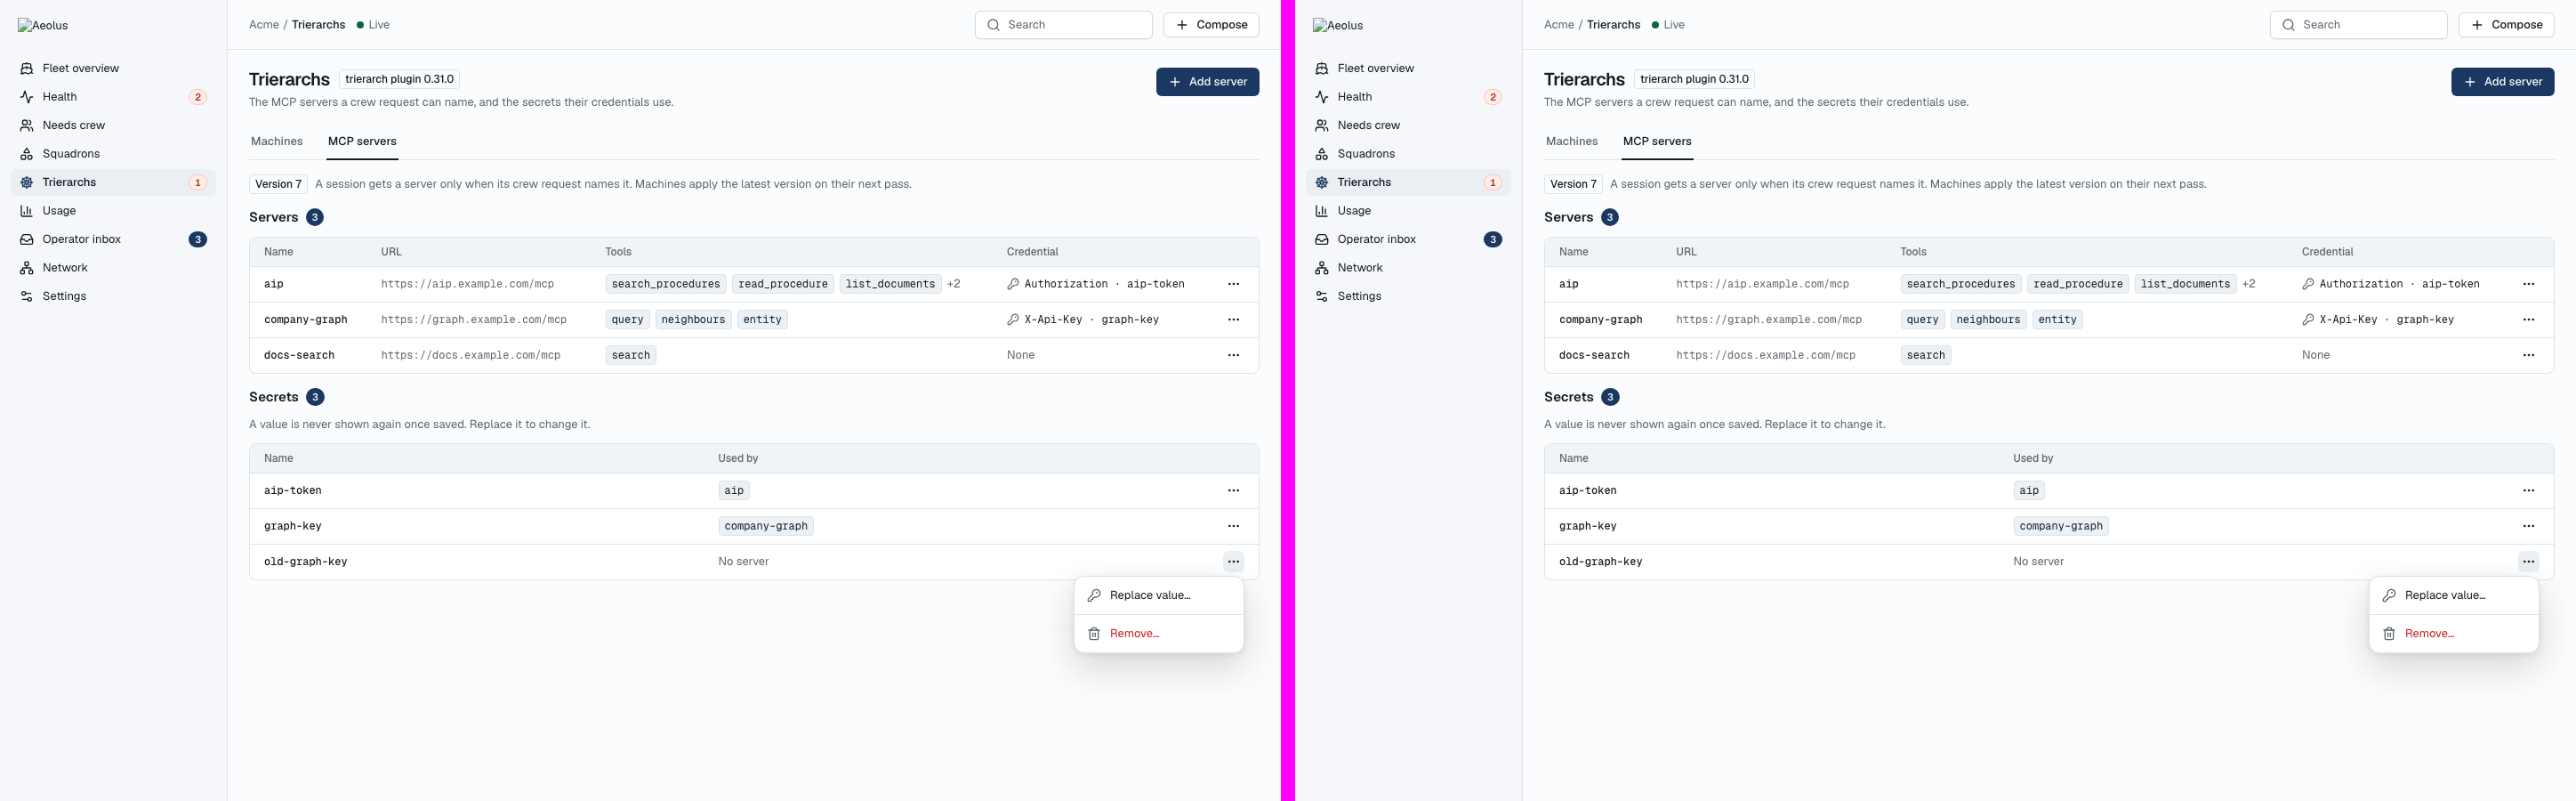 Aeolus
Acme / Trierarchs Live
Search
Compose
Fleet overview
Health 2
Needs crew
Squadrons
Trierarchs 1
Usage
Operator inbox 3
Network
Settings
Trierarchs trierarch plugin 0.31.0
Add server
The MCP servers a crew request can name, and the secrets their credentials use.
Machines MCP servers
Version 7 A session gets a server only when its crew request names it. Machines apply the latest version on their next pass.
Servers 3
Name URL Tools Credential
aip https://aip.example.com/mcp search_procedures read_procedure list_documents +2 Authorization · aip-token
company-graph https://graph.example.com/mcp query neighbours entity X-Api-Key · graph-key
docs-search https://docs.example.com/mcp search None
Secrets 3
A value is never shown again once saved. Replace it to change it.
Name Used by
aip-token aip
graph-key company-graph
old-graph-key No server
Replace value…
Remove…
Aeolus
Acme / Trierarchs Live
Search
Compose
Fleet overview
Health 2
Needs crew
Squadrons
Trierarchs 1
Usage
Operator inbox 3
Network
Settings
Trierarchs trierarch plugin 0.31.0
Add server
The MCP servers a crew request can name, and the secrets their credentials use.
Machines MCP servers
Version 7 A session gets a server only when its crew request names it. Machines apply the latest version on their next pass.
Servers 3
Name URL Tools Credential
aip https://aip.example.com/mcp search_procedures read_procedure list_documents +2 Authorization · aip-token
company-graph https://graph.example.com/mcp query neighbours entity X-Api-Key · graph-key
docs-search https://docs.example.com/mcp search None
Secrets 3
A value is never shown again once saved. Replace it to change it.
Name Used by
aip-token aip
graph-key company-graph
old-graph-key No server
Replace value…
Remove…